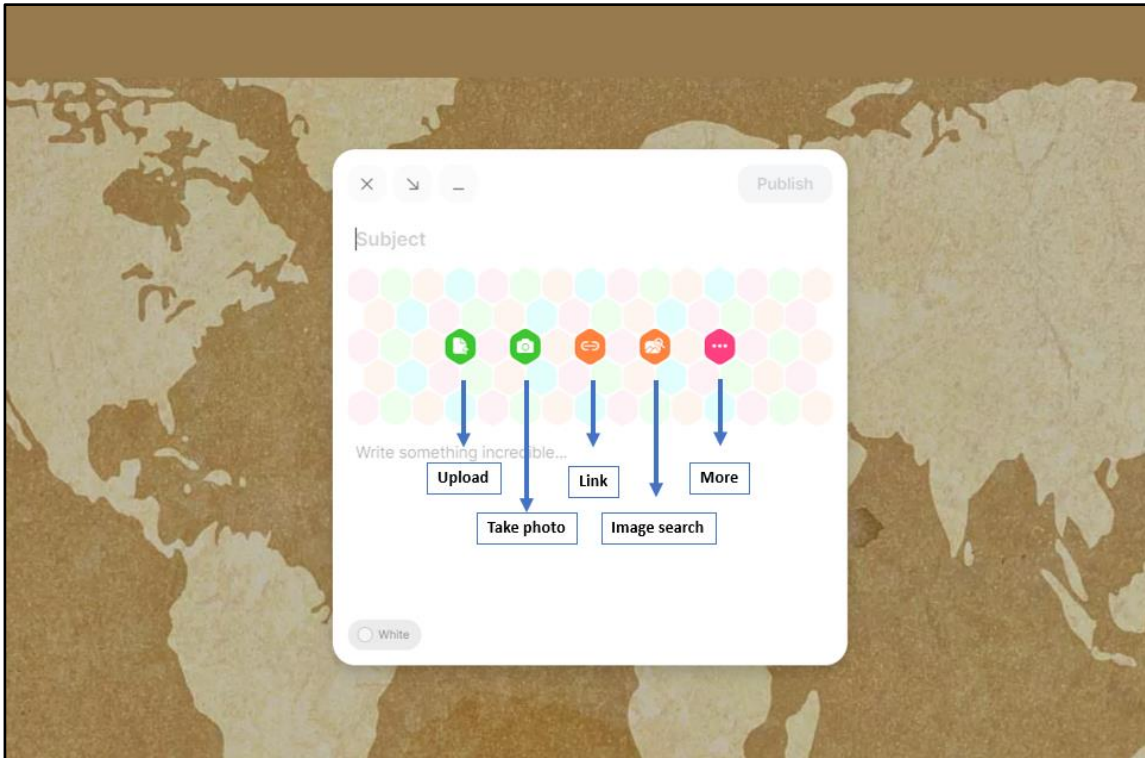 Publish
Subject
Write something incredible...
Upload
Link
More
Take photo
Image search
White